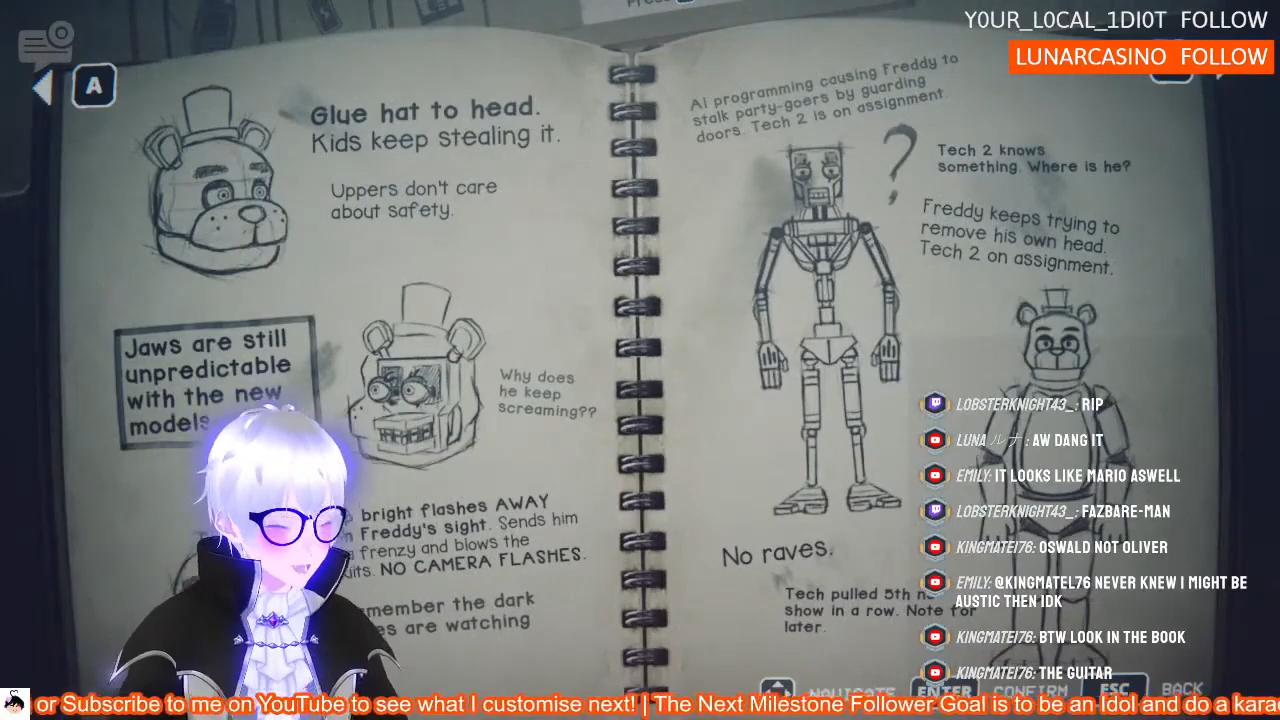 Y0UR_L0CAL_1DI0T FOLLOW
LUNARCASINO FOLLOW
A
Glue hat to head.
Kids keep stealing it.
Uppers don't care
about safety.
Jaws are still
unpredictable
with the new
models
Why does
he keep
screaming??
bright flashes AWAY
Freddy's sight. Sends him
frenzy and blows the
NO CAMERA FLASHES.
the dark
are watching
AI programming causing Freddy to
stalk party-goers by guarding
doors. Tech 2 is on assignment.
?
Tech 2 knows
something. Where is he?
Freddy keeps trying to
remove his own head.
Tech 2 on assignment.
No raves.
Tech pulled 5th
show in a row. Note for
later.
LOBSTERKNIGHT43_: RIP
LUNA ルナ: AW DANG IT
EMILY: IT LOOKS LIKE MARIO ASWELL
LOBSTERKNIGHT43_: FAZBARE-MAN
KINGMATEL76: OSWALD NOT OLIVER
EMILY: @KINGMATEL76 NEVER KNEW I MIGHT BE
AUSTIC THEN IDK
KINGMATEL76: BTW LOOK IN THE BOOK
KINGMATEL76: THE GUITAR
NAVIGATE ENTER CONFIRM ESC BACK
or Subscribe to me on YouTube to see what I customise next! | The Next Milestone Follower Goal is to be an Idol and do a kara